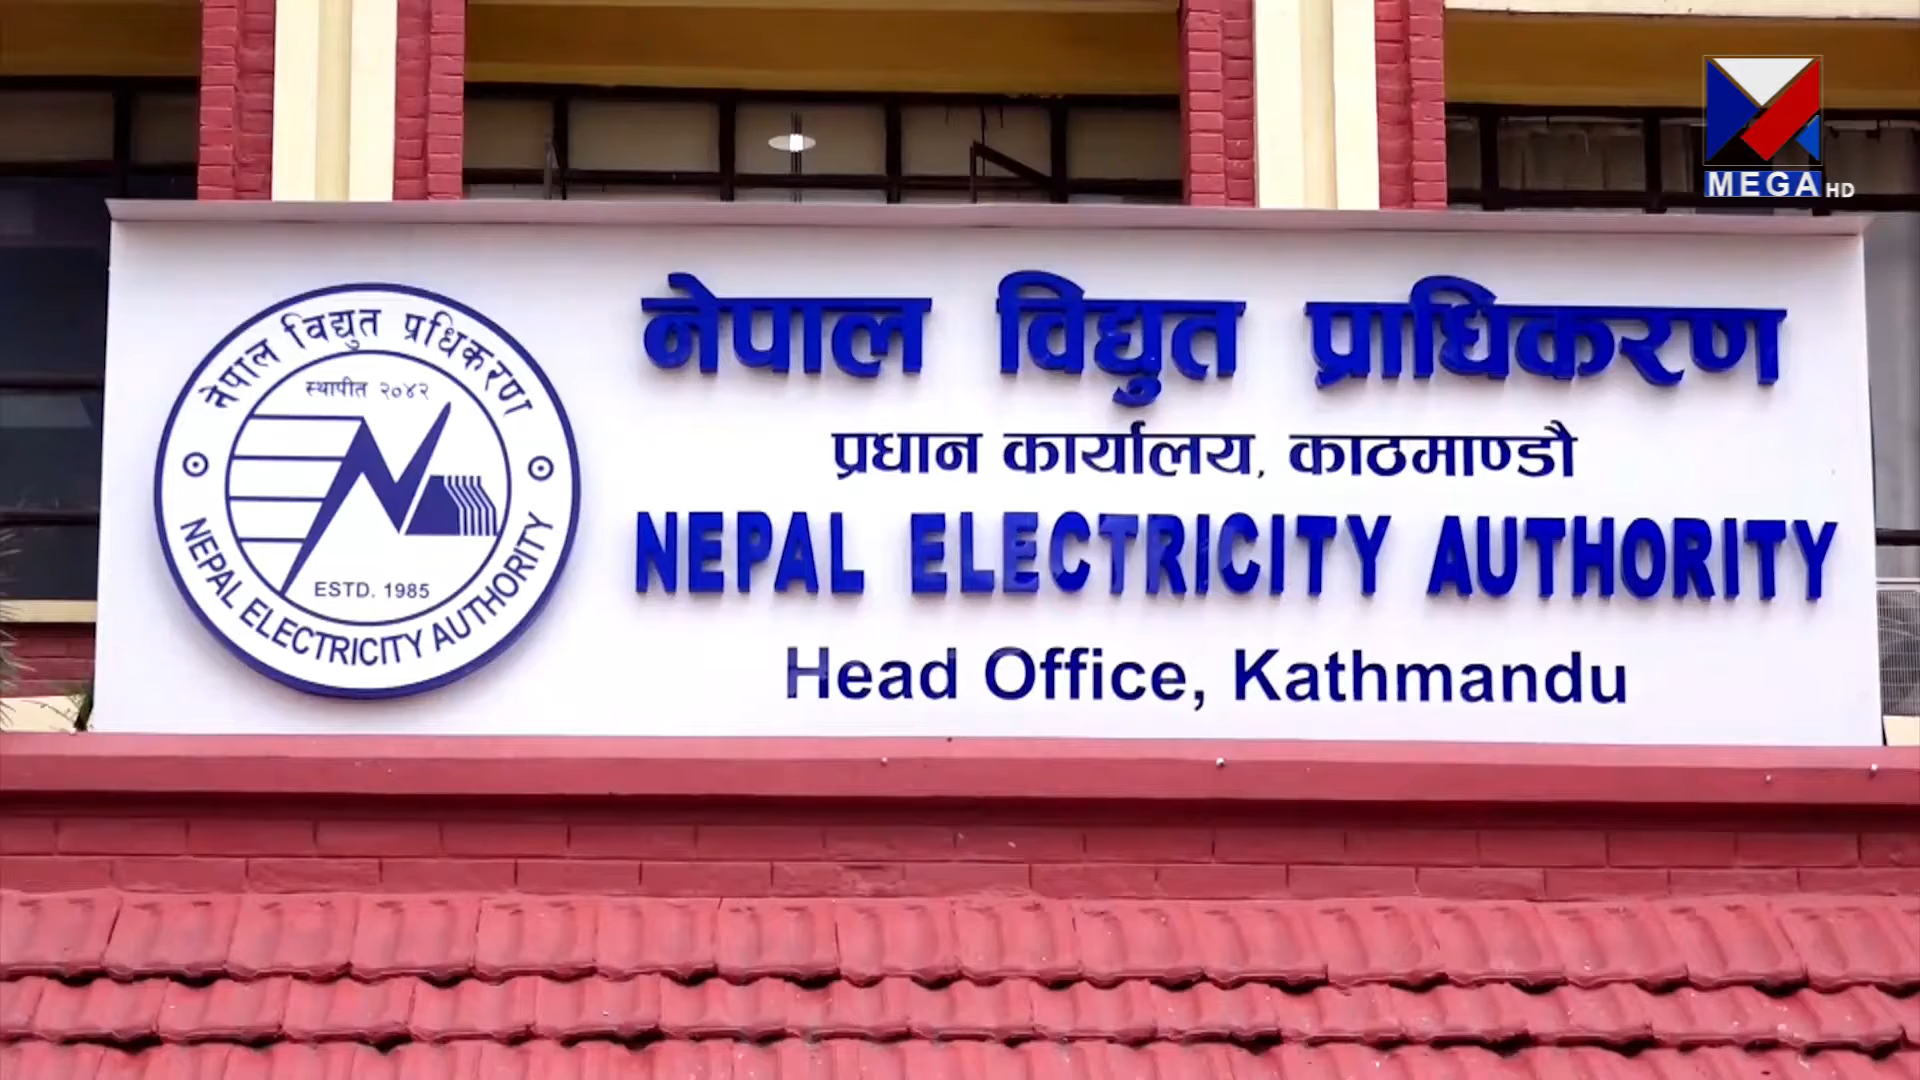 नेपाल विद्युत प्रधिकरण
स्थापीत २०४२
ESTD. 1985
NEPAL ELECTRICITY AUTHORITY
नेपाल विद्युत प्राधिकरण
प्रधान कार्यालय, काठमाण्डौ
NEPAL ELECTRICITY AUTHORITY
Head Office, Kathmandu
MEGA HD